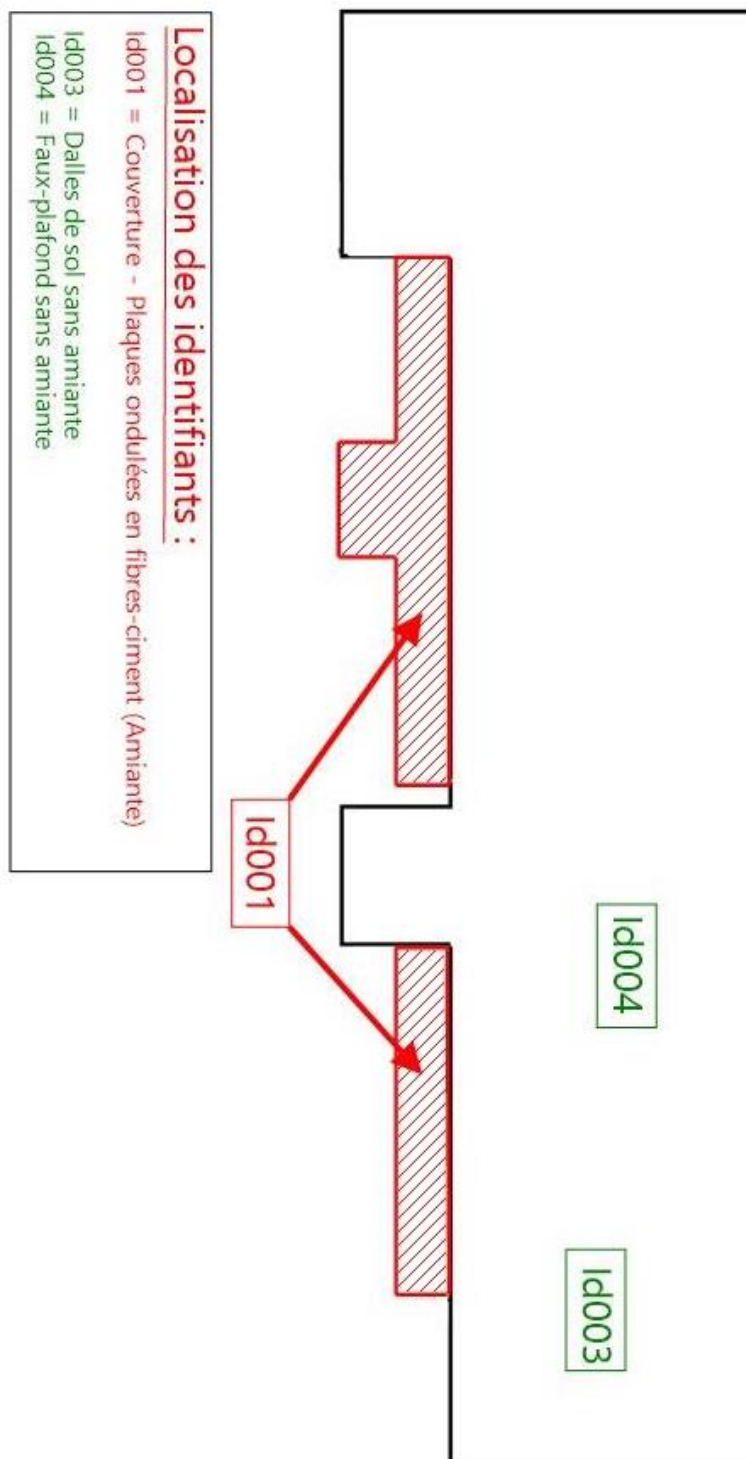 Id003
Id004
Id001
Localisation des identifiants :
Id001 = Couverture - Plaques ondulées en fibres-ciment (Amiante)
Id003 = Dalles de sol sans amiante
Id004 = Faux-plafond sans amiante